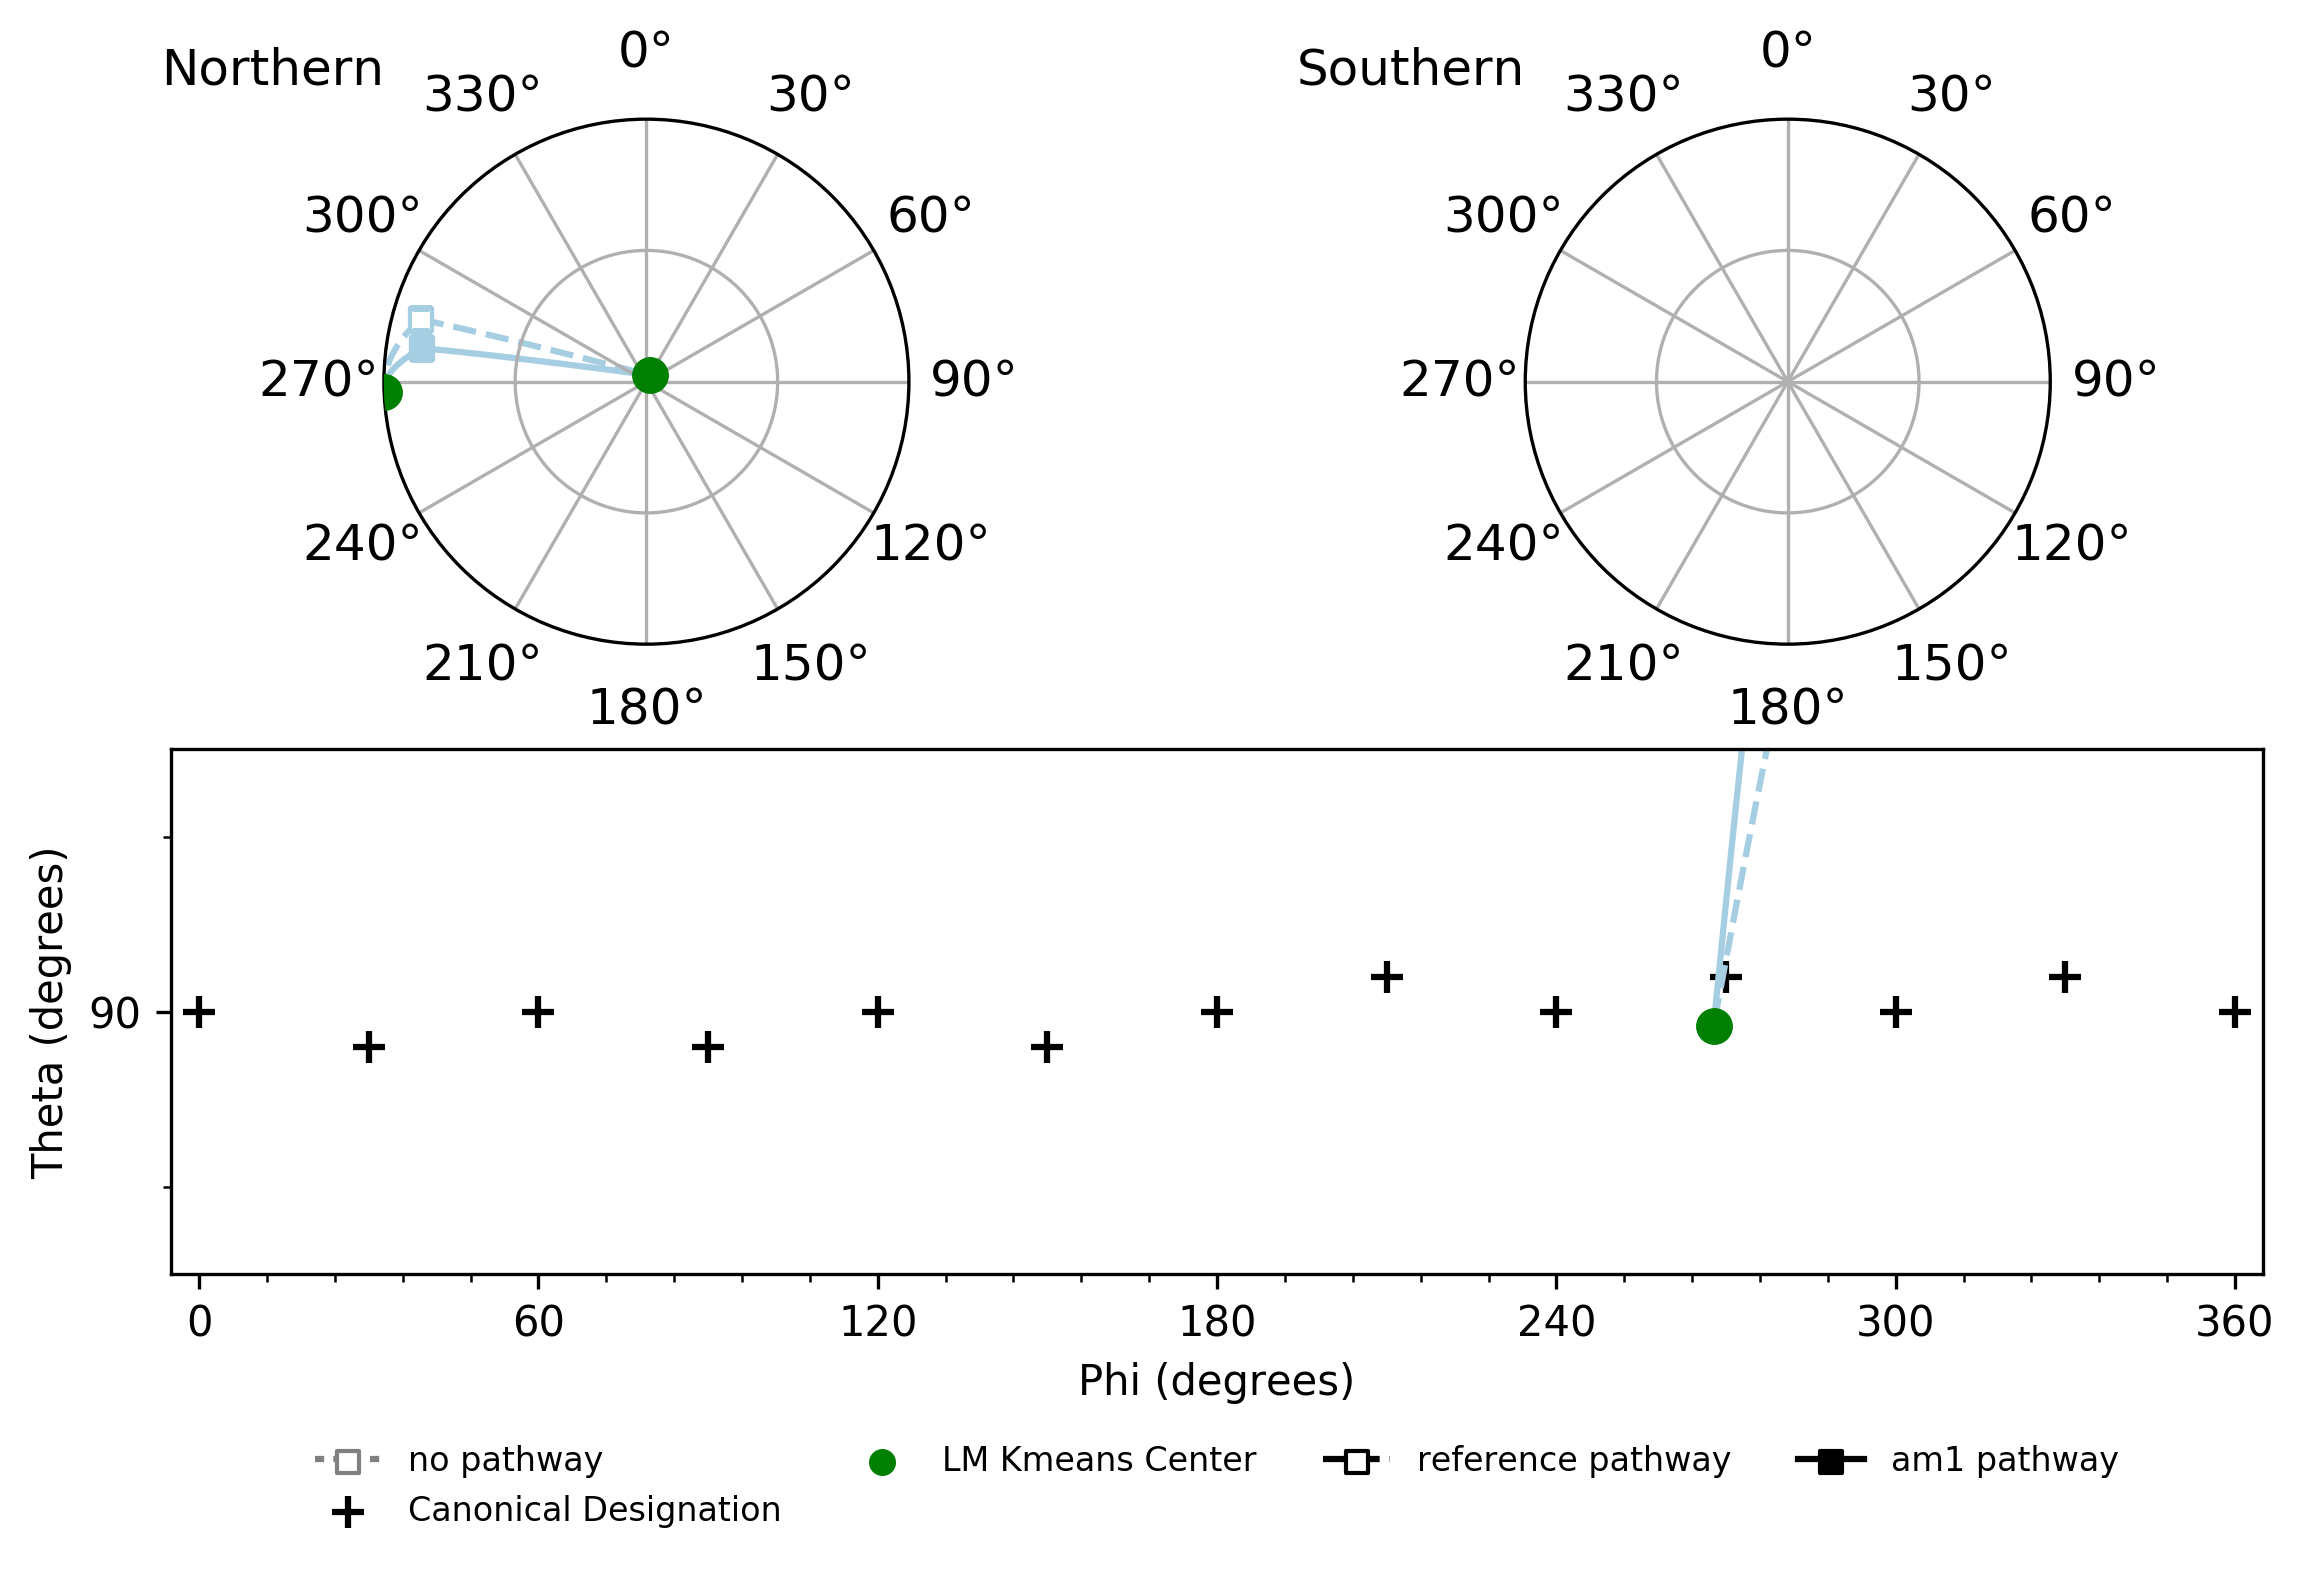 Northern
0°
30°
60°
90°
120°
150°
180°
210°
240°
270°
300°
330°
Southern
0°
30°
60°
90°
120°
150°
180°
210°
240°
270°
300°
330°
Theta (degrees)
90
0 60 120 180 240 300 360
Phi (degrees)
no pathway
Canonical Designation
LM Kmeans Center
reference pathway
am1 pathway